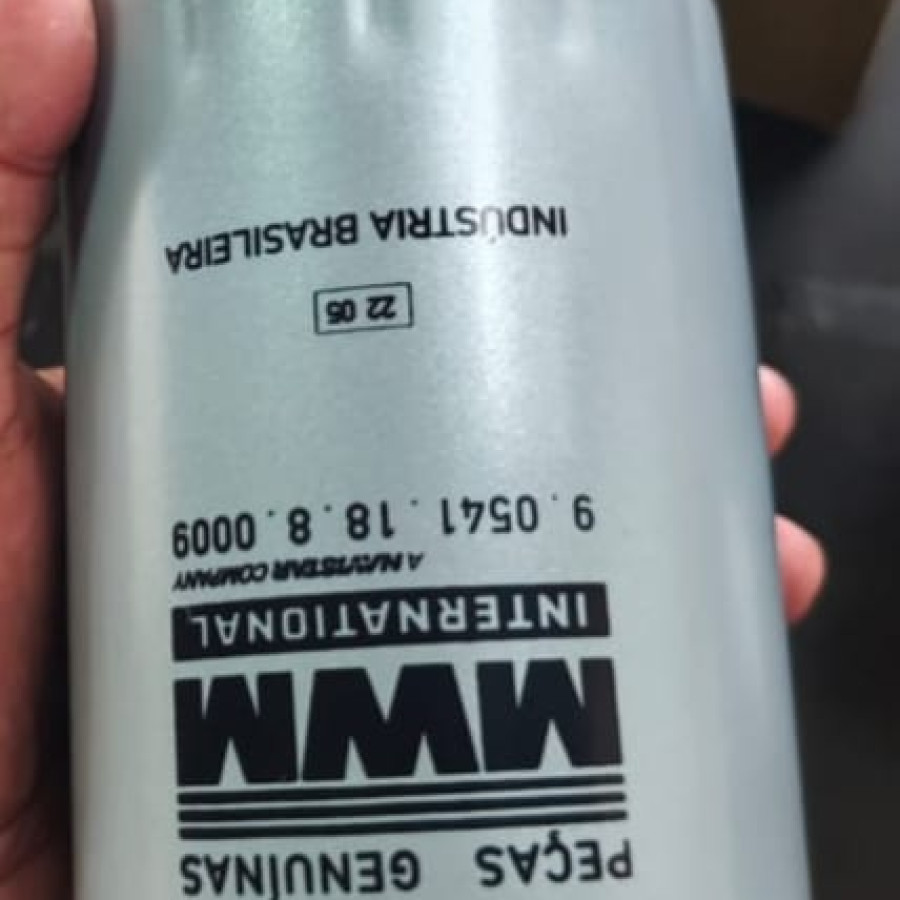 PEÇAS GENUÍNAS
MWM
INTERNATIONAL
A NAVISTAR COMPANY
9.0541.18.8.0009
22 05
INDÚSTRIA BRASILEIRA